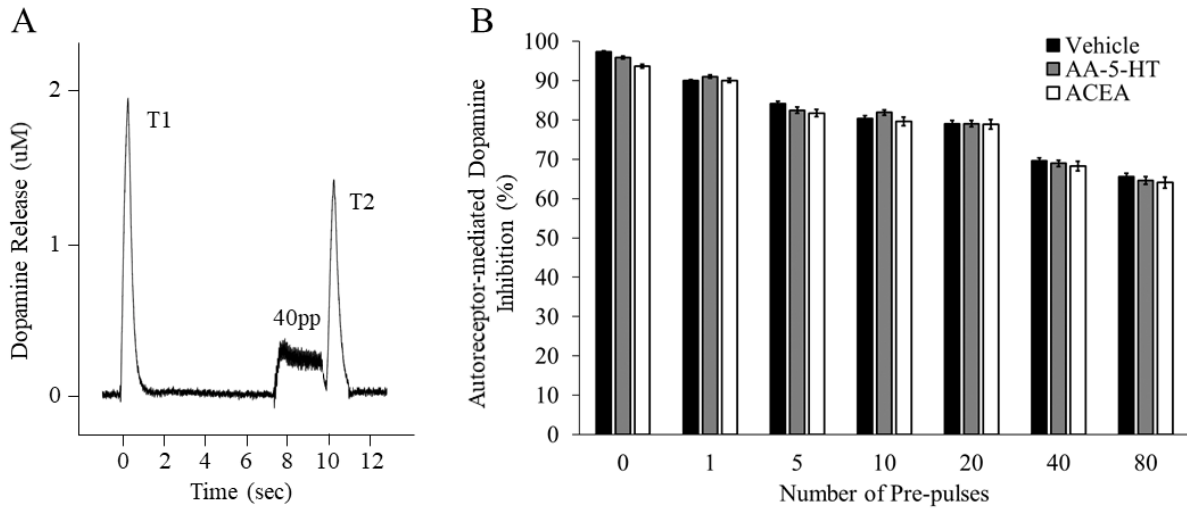 A
Dopamine Release (uM)
2
1
0
T1
T2
40pp
0 2 4 6 8 10 12
Time (sec)
B
Autoreceptor-mediated Dopamine
Inhibition (%)
100
90
80
70
60
50
40
30
20
10
0
Vehicle
AA-5-HT
ACEA
0 1 5 10 20 40 80
Number of Pre-pulses